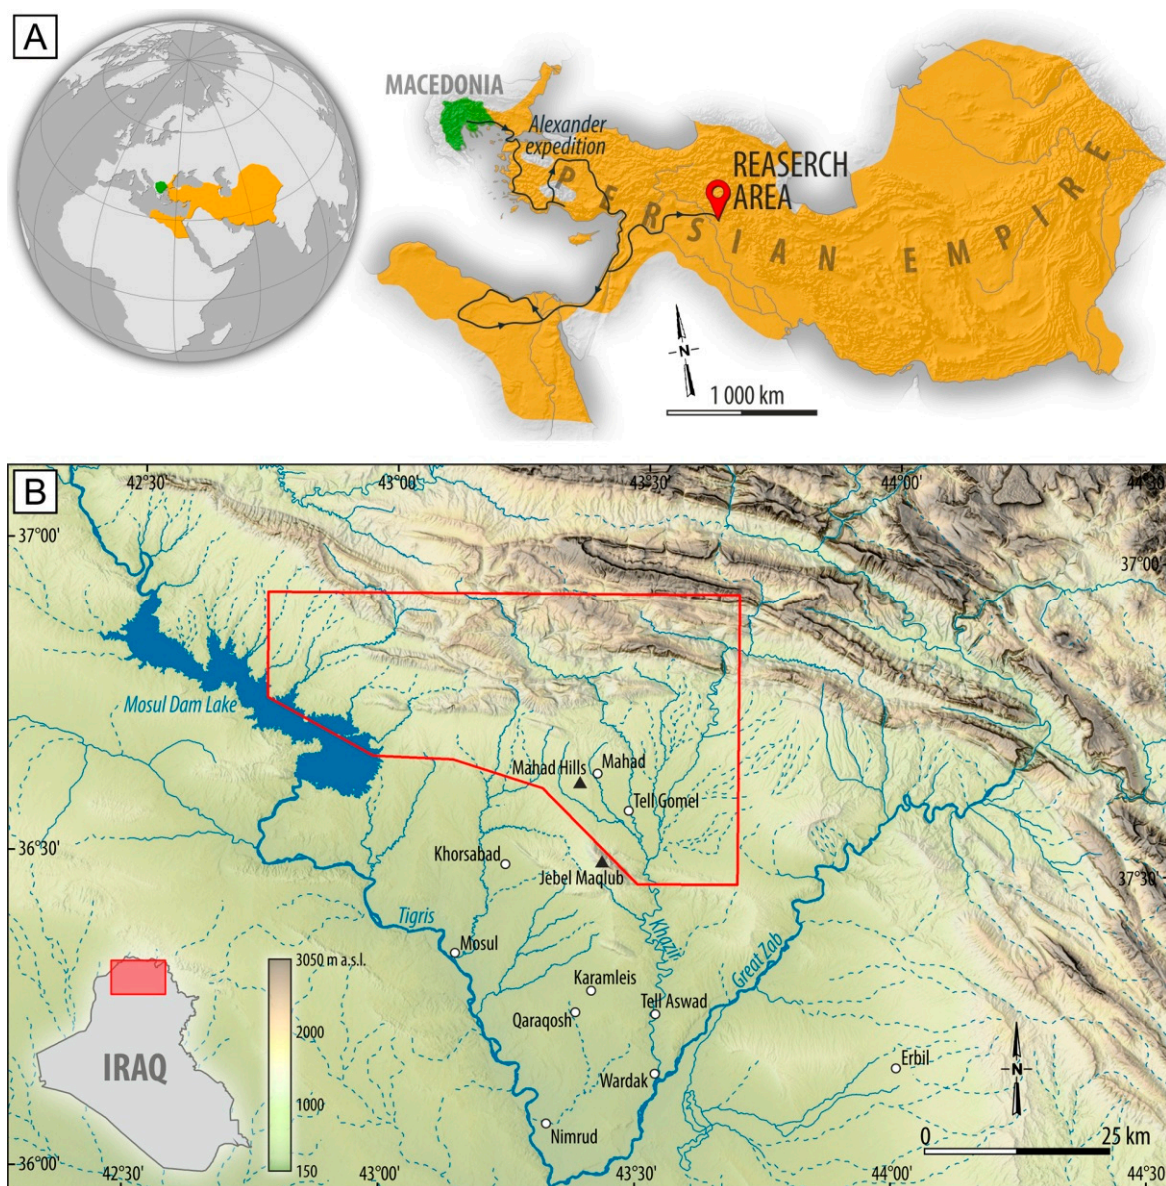 A
MACEDONIA
Alexander
expedition
REASERCH
AREA
PERSIAN EMPIRE
N
1 000 km
B
42°30'
43°00'
43°30'
44°00'
44°30'
37°00'
37°00'
Mosul Dam Lake
Mahad Hills
Mahad
Tell Gomel
36°30'
Khorsabad
Jebel Maqlub
37°30'
Tigris
Khazir
Great Zab
Mosul
3050 m a.s.l.
Karamleis
Tell Aswad
Qaraqosh
2000
IRAQ
Erbil
N
Wardak
1000
Nimrud
0 25 km
150
36°00'
42°30'
43°00'
43°30'
44°00'
44°30'